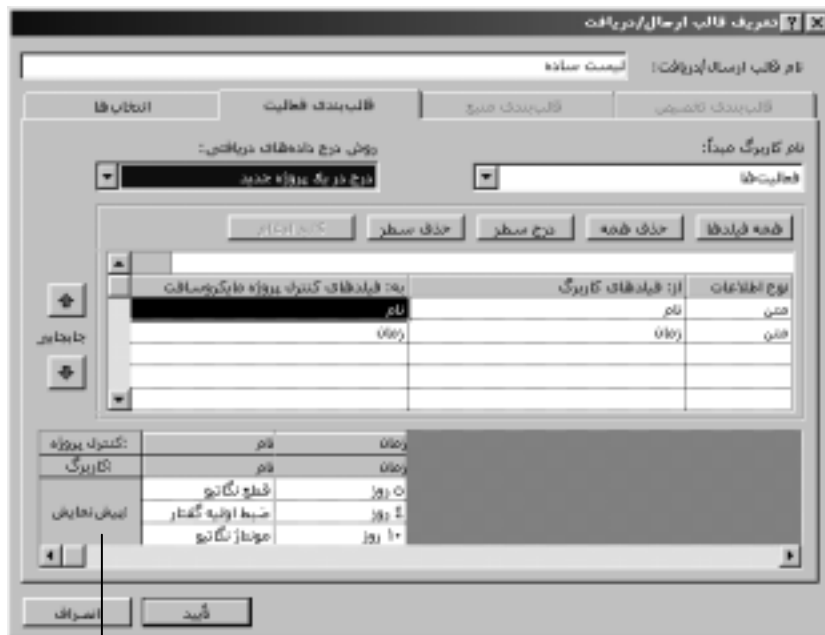 تعریف قالب ارسال/دریافت
نام قالب ارسال/دریافت: لیست ساده
قالب‌بندی تخصیص قالب‌بندی منبع قالب‌بندی فعالیت انتخاب‌ها
نام کاربرگ مبدأ: روش درج داده‌های دریافتی:
فعالیت‌ها درج در یک پروژه جدید
همه فیلدها حذف همه درج سطر حذف سطر
نوع اطلاعات از: فیلدهای کاربرگ به: فیلدهای کنترل پروژه مایکروسافت
متن نام نام
متن زمان زمان
جابجایی
کنترل پروژه: نام زمان
کاربرگ: نام زمان
پیش نمایش:
قطع نگاتیو ۵ روز
ضبط اولیه گفتار ٤ روز
مونتاژ نگاتیو ۱۰ روز
تأیید انصراف